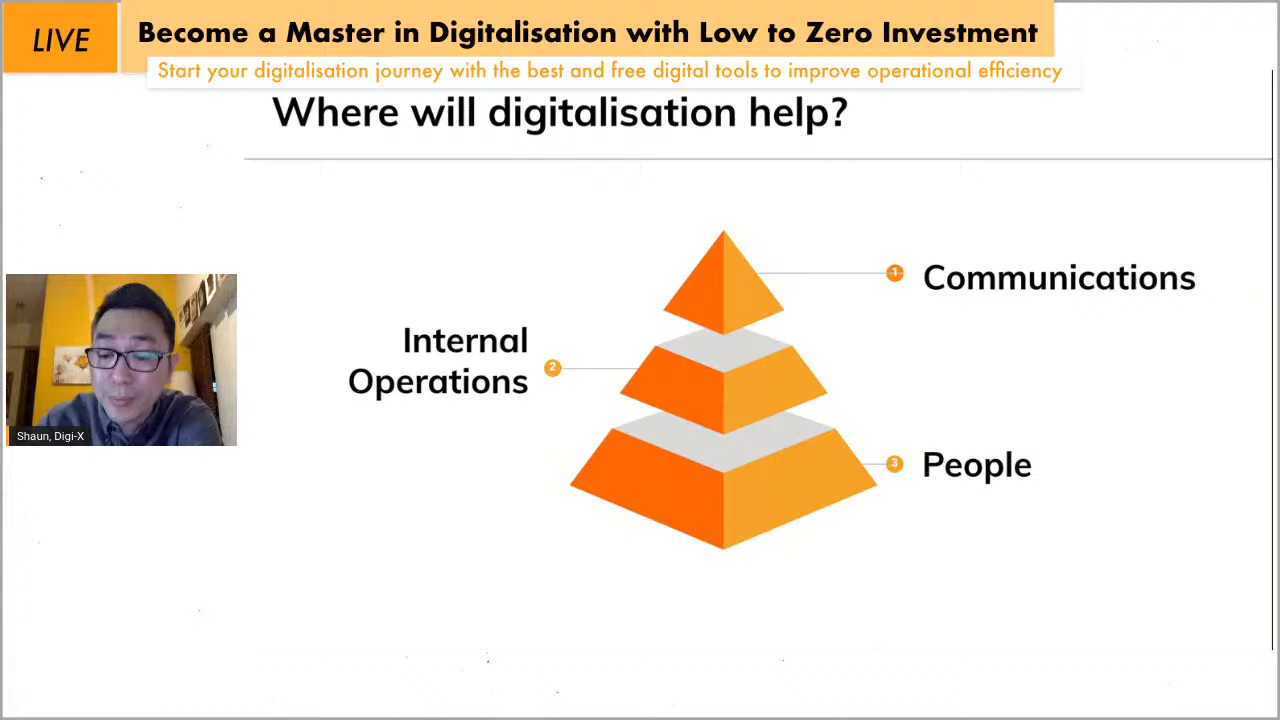 LIVE
Become a Master in Digitalisation with Low to Zero Investment
Start your digitalisation journey with the best and free digital tools to improve operational efficiency
Where will digitalisation help?
1
Communications
Internal
Operations
2
3
People
Shaun, Digi-X